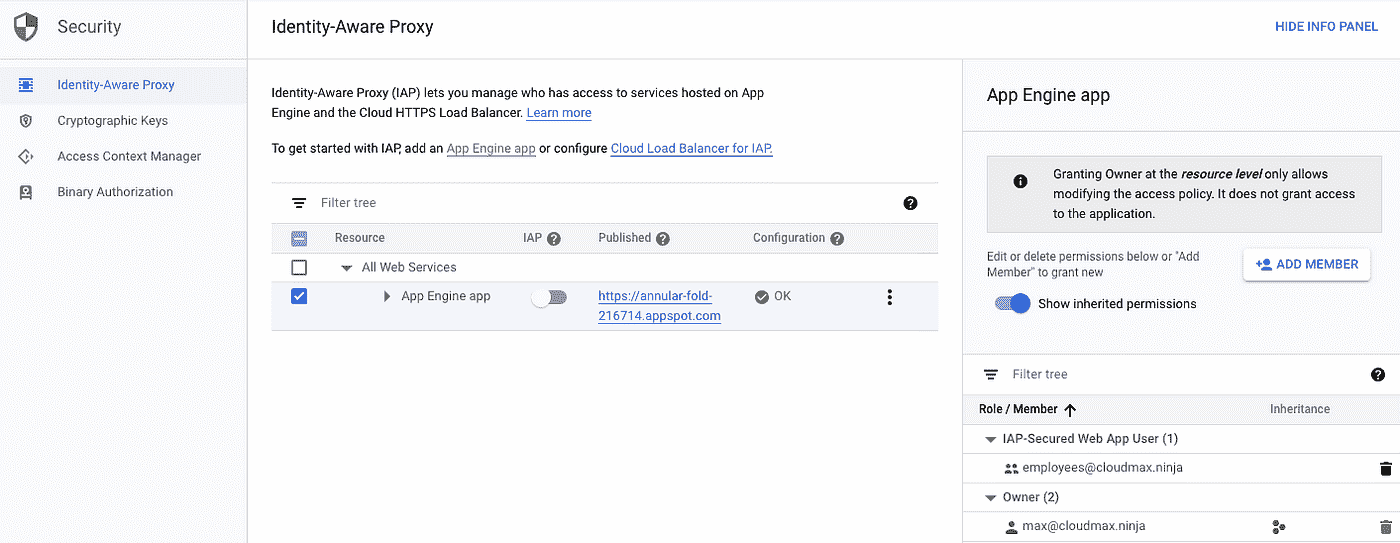 Security
Identity-Aware Proxy
HIDE INFO PANEL
Identity-Aware Proxy
Cryptographic Keys
Access Context Manager
Binary Authorization
Identity-Aware Proxy (IAP) lets you manage who has access to services hosted on App
Engine and the Cloud HTTPS Load Balancer. Learn more
To get started with IAP, add an App Engine app or configure Cloud Load Balancer for IAP.
Filter tree
Resource IAP Published Configuration
All Web Services
App Engine app https://annular-fold- OK
216714.appspot.com
App Engine app
Granting Owner at the resource level only allows
modifying the access policy. It does not grant access
to the application.
Edit or delete permissions below or "Add
Member" to grant new
ADD MEMBER
Show inherited permissions
Filter tree
Role / Member Inheritance
IAP-Secured Web App User (1)
employees@cloudmax.ninja
Owner (2)
max@cloudmax.ninja